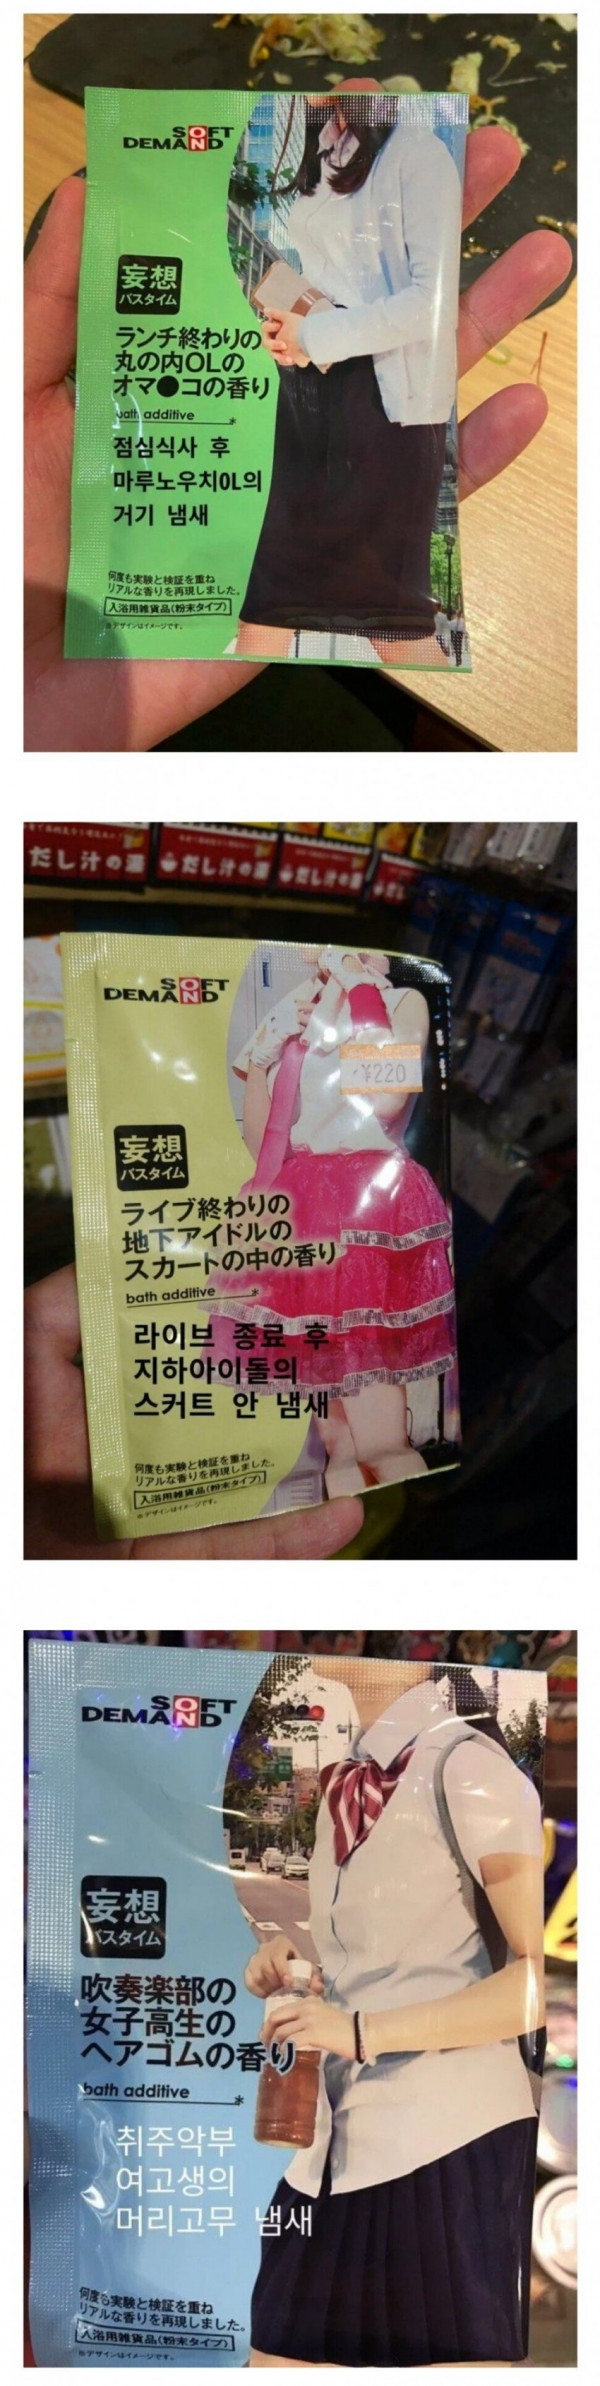 SOFT
DEMAND
妄想
バスタイム
ランチ終わりの
丸の内OLの
オマ●コの香り
bath additive
점심식사 후
마루노우치OL의
거기 냄새
何度も実験と検証を重ね
リアルな香りを再現しました。
入浴用雑貨品(粉末タイプ)
※デザインはイメージです。
だし汁の湯
だし汁の湯
だし汁の湯
SOFT
DEMAND
¥220
妄想
バスタイム
ライブ終わりの
地下アイドルの
スカートの中の香り
bath additive
라이브 종료 후
지하아이돌의
스커트 안 냄새
何度も実験と検証を重ね
リアルな香りを再現しました。
入浴用雑貨品(粉末タイプ)
※デザインはイメージです。
SOFT
DEMAND
妄想
バスタイム
吹奏楽部の
女子高生の
ヘアゴムの香り
bath additive
취주악부
여고생의
머리고무 냄새
何度も実験と検証を重ね
リアルな香りを再現しました。
入浴用雑貨品(粉末タイプ)
※デザインはイメージです。